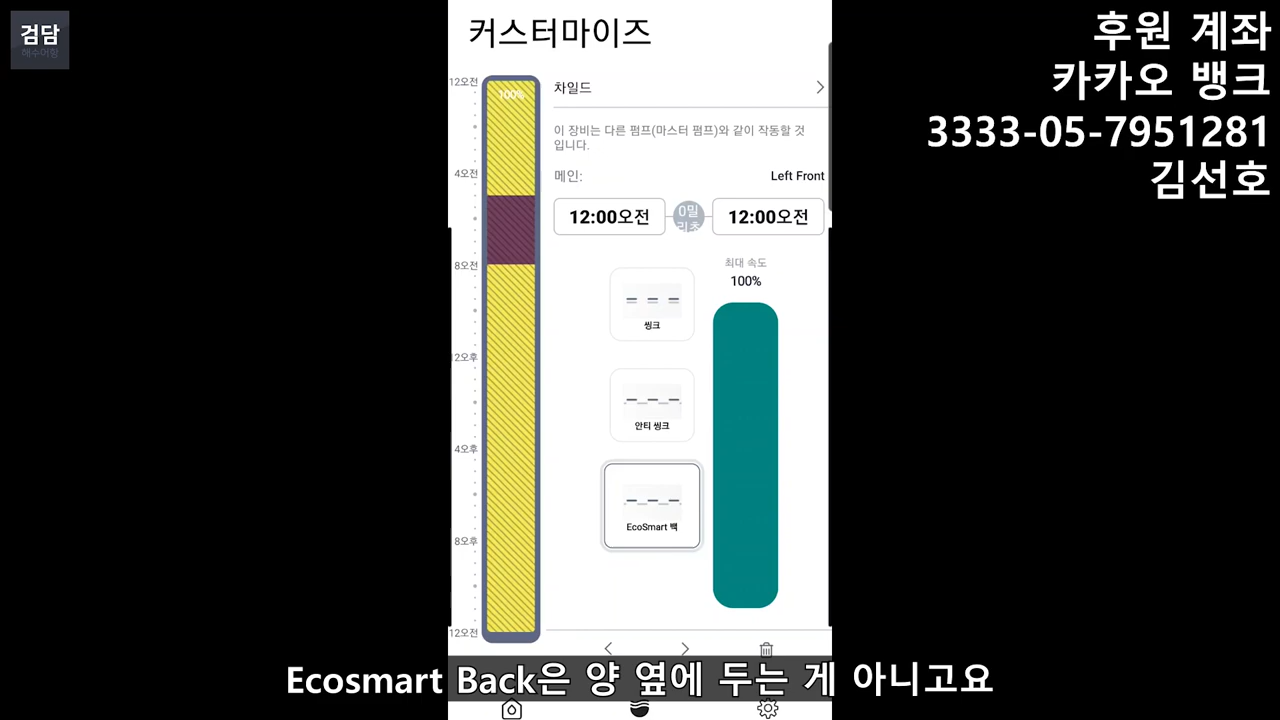 검담
해수어항
커스터마이즈
후원 계좌
카카오 뱅크
3333-05-7951281
김선호
12오전
4오전
8오전
12오후
4오후
8오후
12오전
100%
차일드
이 장비는 다른 펌프(마스터 펌프)와 같이 작동할 것
입니다.
메인:
Left Front
12:00오전
0밀
리초
12:00오전
최대 속도
100%
씽크
안티 씽크
EcoSmart 백
Ecosmart Back은 양 옆에 두는 게 아니고요